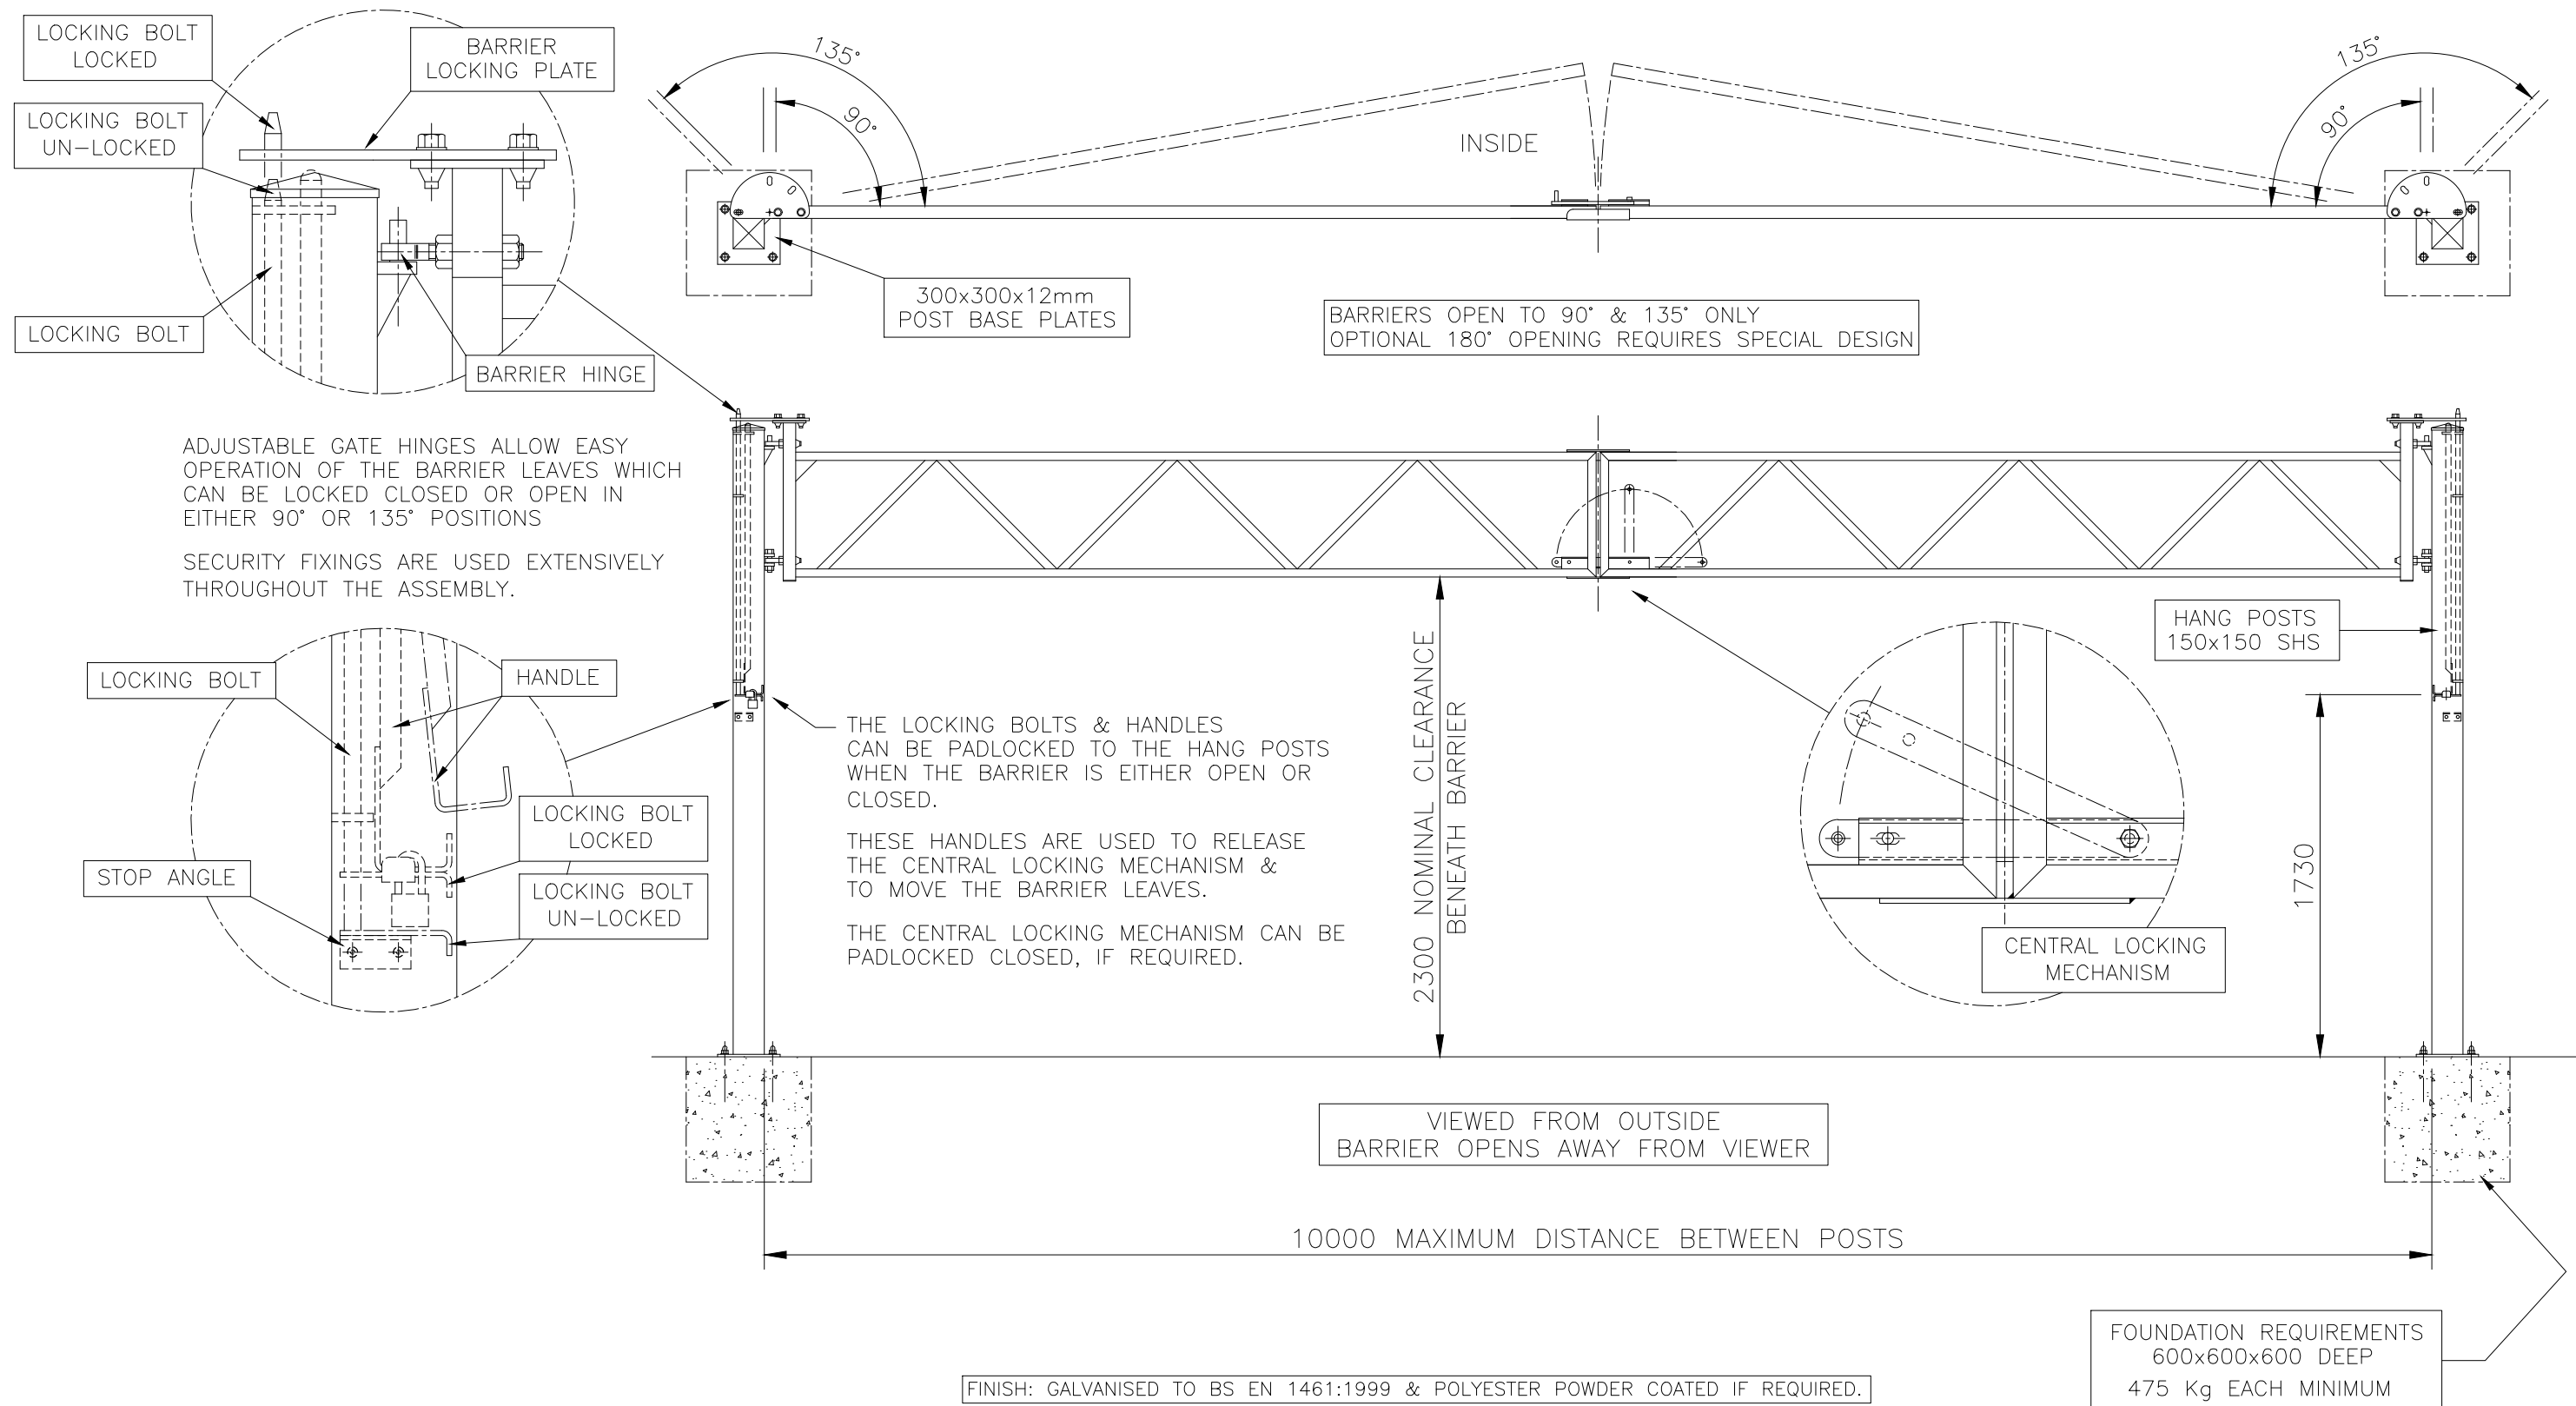 LOCKING BOLT
LOCKED
BARRIER
LOCKING PLATE
LOCKING BOLT
UN-LOCKED
LOCKING BOLT
BARRIER HINGE
135°
90°
INSIDE
135°
90°
300x300x12mm
POST BASE PLATES
BARRIERS OPEN TO 90° & 135° ONLY
OPTIONAL 180° OPENING REQUIRES SPECIAL DESIGN
ADJUSTABLE GATE HINGES ALLOW EASY
OPERATION OF THE BARRIER LEAVES WHICH
CAN BE LOCKED CLOSED OR OPEN IN
EITHER 90° OR 135° POSITIONS
SECURITY FIXINGS ARE USED EXTENSIVELY
THROUGHOUT THE ASSEMBLY.
LOCKING BOLT
HANDLE
LOCKING BOLT
LOCKED
STOP ANGLE
LOCKING BOLT
UN-LOCKED
THE LOCKING BOLTS & HANDLES
CAN BE PADLOCKED TO THE HANG POSTS
WHEN THE BARRIER IS EITHER OPEN OR
CLOSED.
THESE HANDLES ARE USED TO RELEASE
THE CENTRAL LOCKING MECHANISM &
TO MOVE THE BARRIER LEAVES.
THE CENTRAL LOCKING MECHANISM CAN BE
PADLOCKED CLOSED, IF REQUIRED.
2300 NOMINAL CLEARANCE
BENEATH BARRIER
HANG POSTS
150x150 SHS
1730
CENTRAL LOCKING
MECHANISM
VIEWED FROM OUTSIDE
BARRIER OPENS AWAY FROM VIEWER
10000 MAXIMUM DISTANCE BETWEEN POSTS
FOUNDATION REQUIREMENTS
600x600x600 DEEP
475 Kg EACH MINIMUM
FINISH: GALVANISED TO BS EN 1461:1999 & POLYESTER POWDER COATED IF REQUIRED.